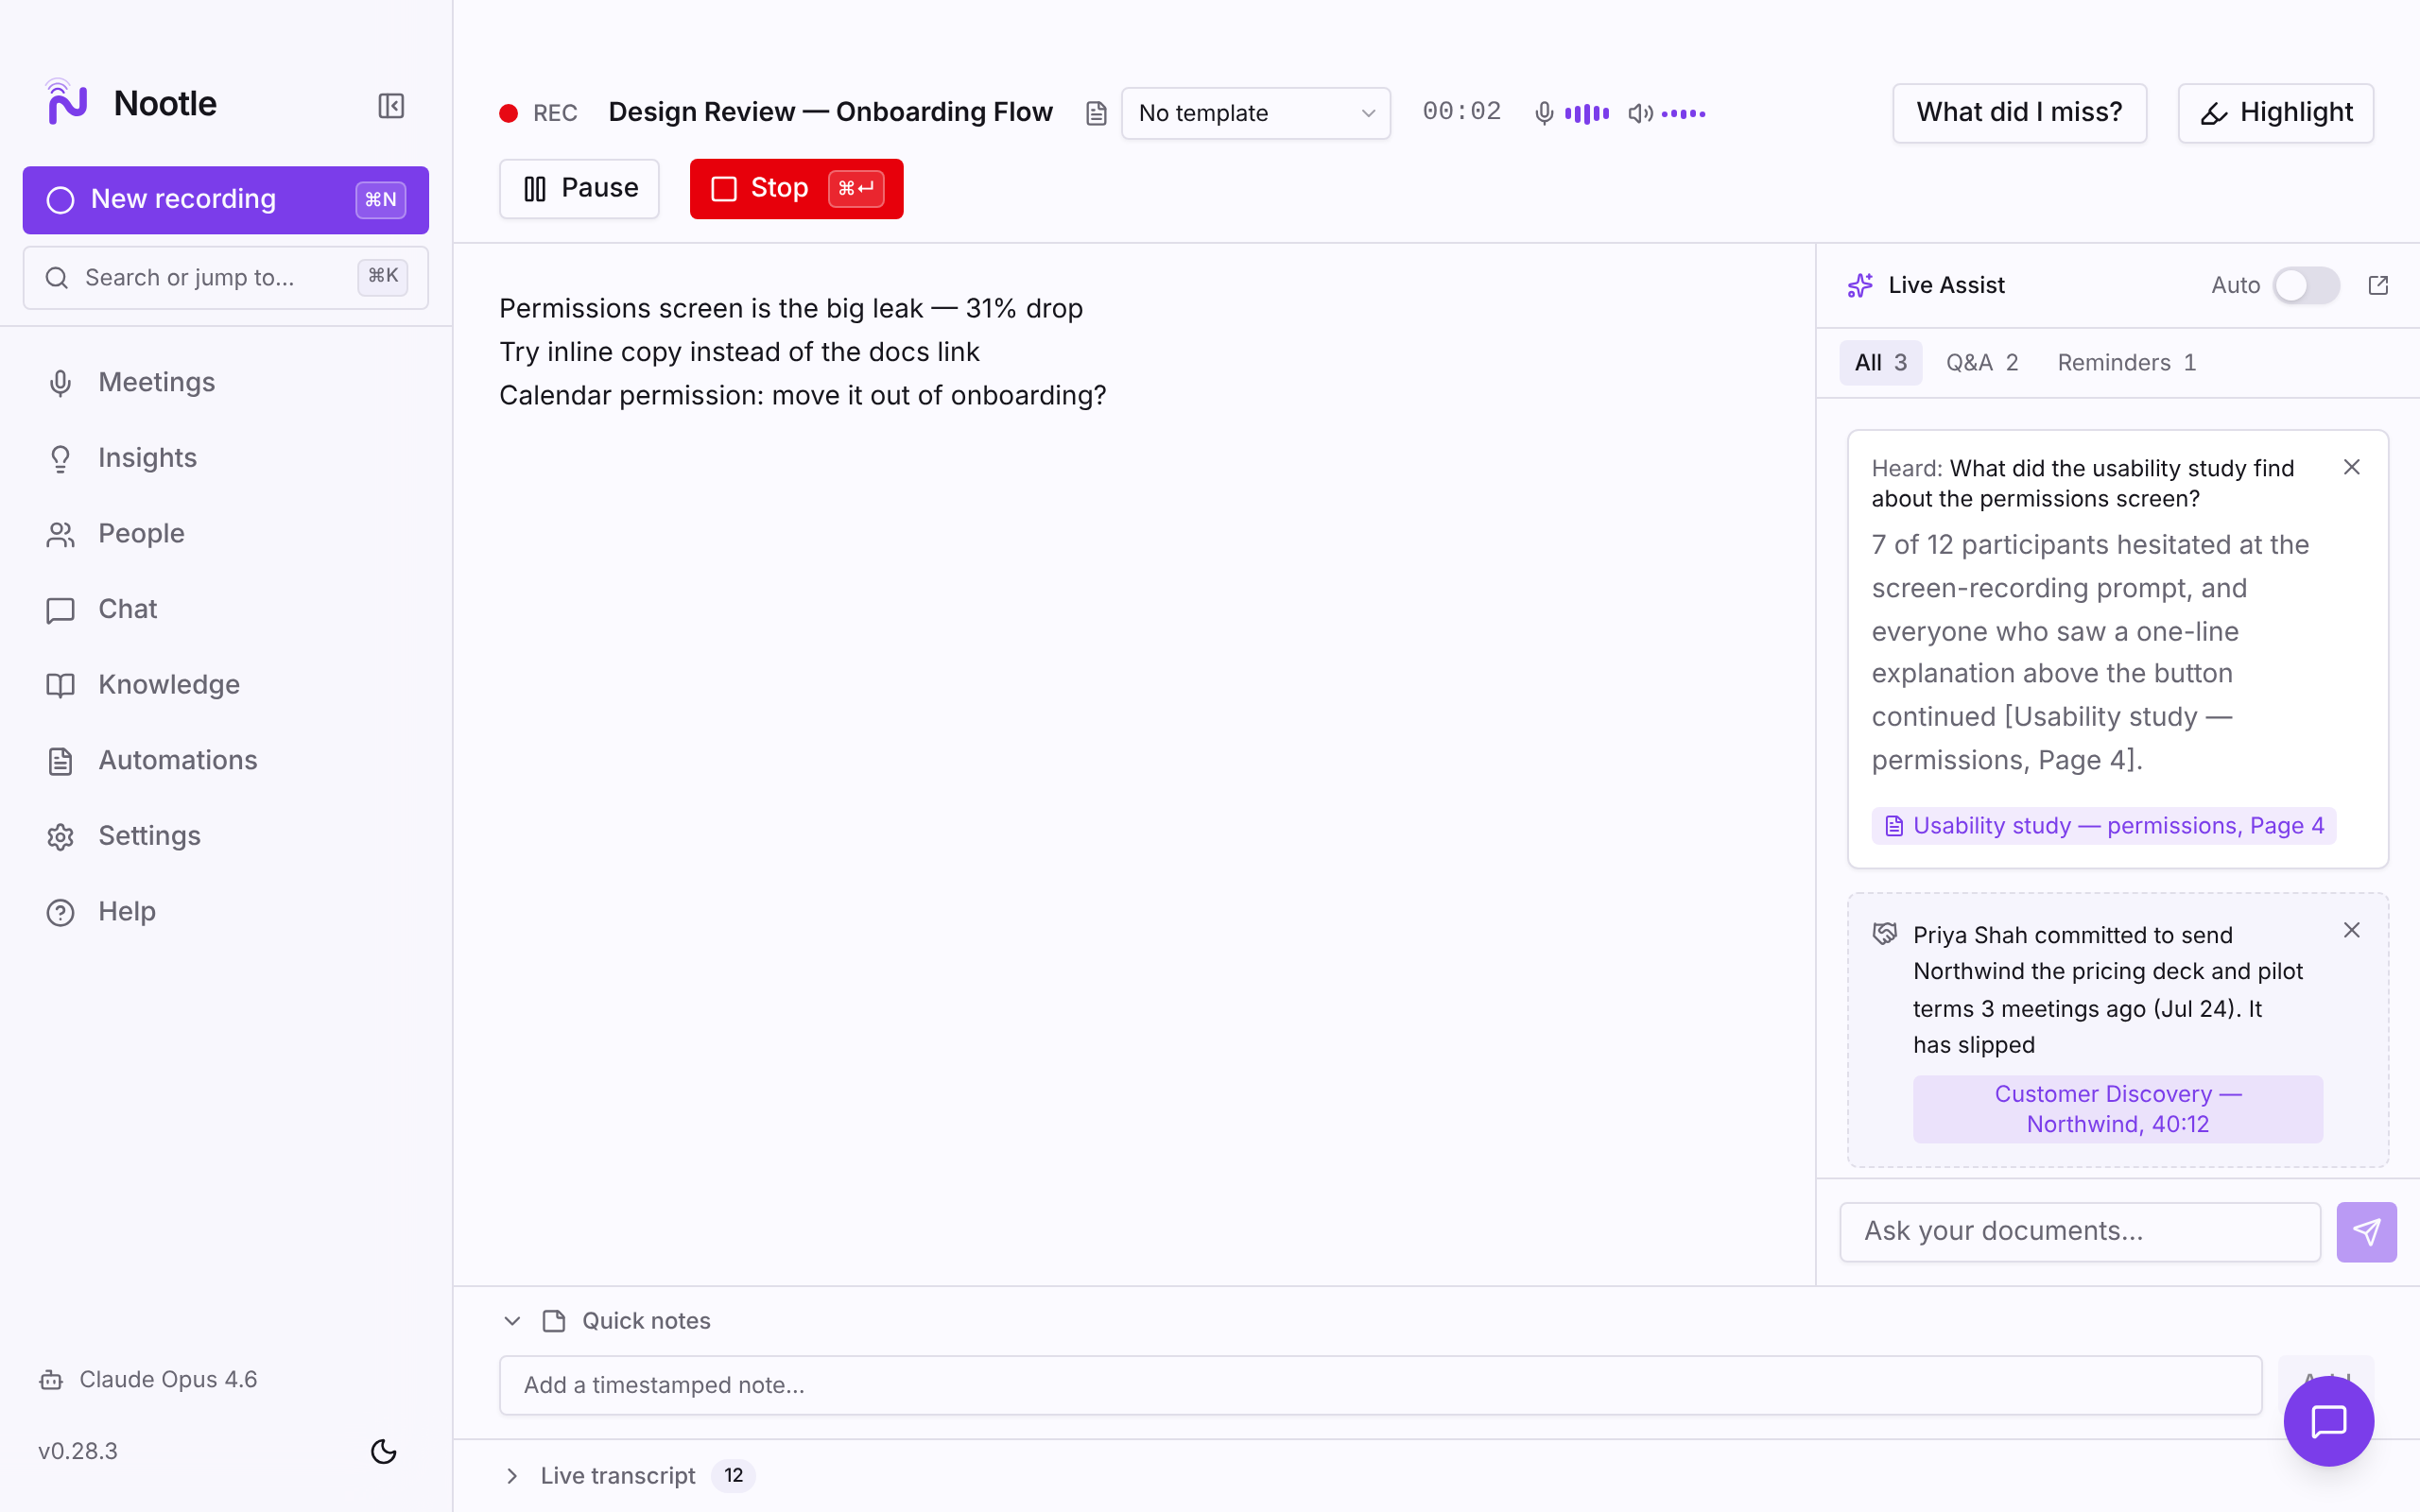 Nootle
New recording ⌘N
Search or jump to... ⌘K
Meetings
Insights
People
Chat
Knowledge
Automations
Settings
Help
Claude Opus 4.6
v0.28.3
REC Design Review — Onboarding Flow No template 00:02 What did I miss? Highlight
Pause Stop ⌘↵
Permissions screen is the big leak — 31% drop
Try inline copy instead of the docs link
Calendar permission: move it out of onboarding?
Live Assist Auto
All 3 Q&A 2 Reminders 1
Heard: What did the usability study find
about the permissions screen?
7 of 12 participants hesitated at the
screen-recording prompt, and
everyone who saw a one-line
explanation above the button
continued [Usability study —
permissions, Page 4].
Usability study — permissions, Page 4
Priya Shah committed to send
Northwind the pricing deck and pilot
terms 3 meetings ago (Jul 24). It
has slipped
Customer Discovery —
Northwind, 40:12
Ask your documents...
Quick notes
Add a timestamped note...
Live transcript 12